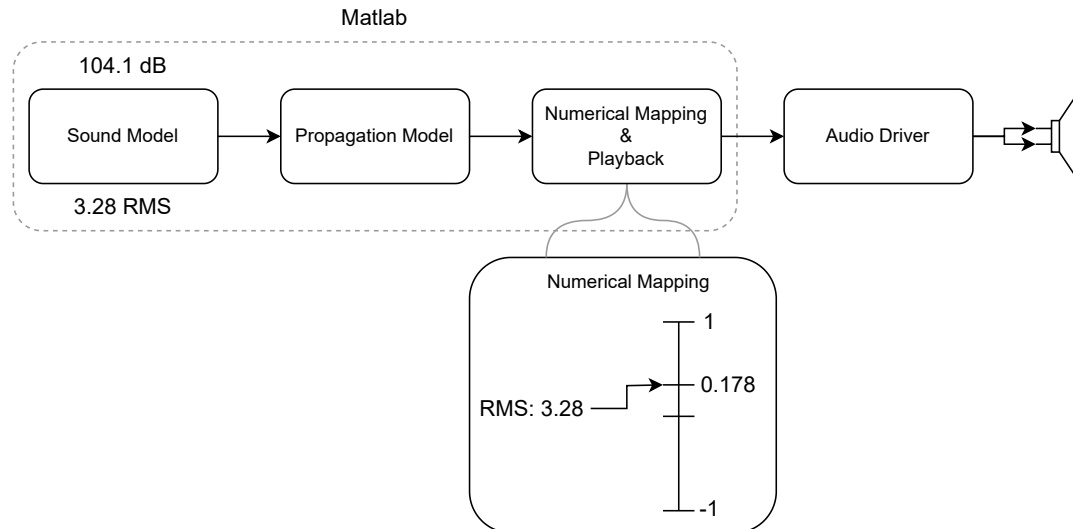 Matlab
104.1 dB
Sound Model
3.28 RMS
Propagation Model
Numerical Mapping
&
Playback
Audio Driver
Numerical Mapping
1
0.178
RMS: 3.28
-1